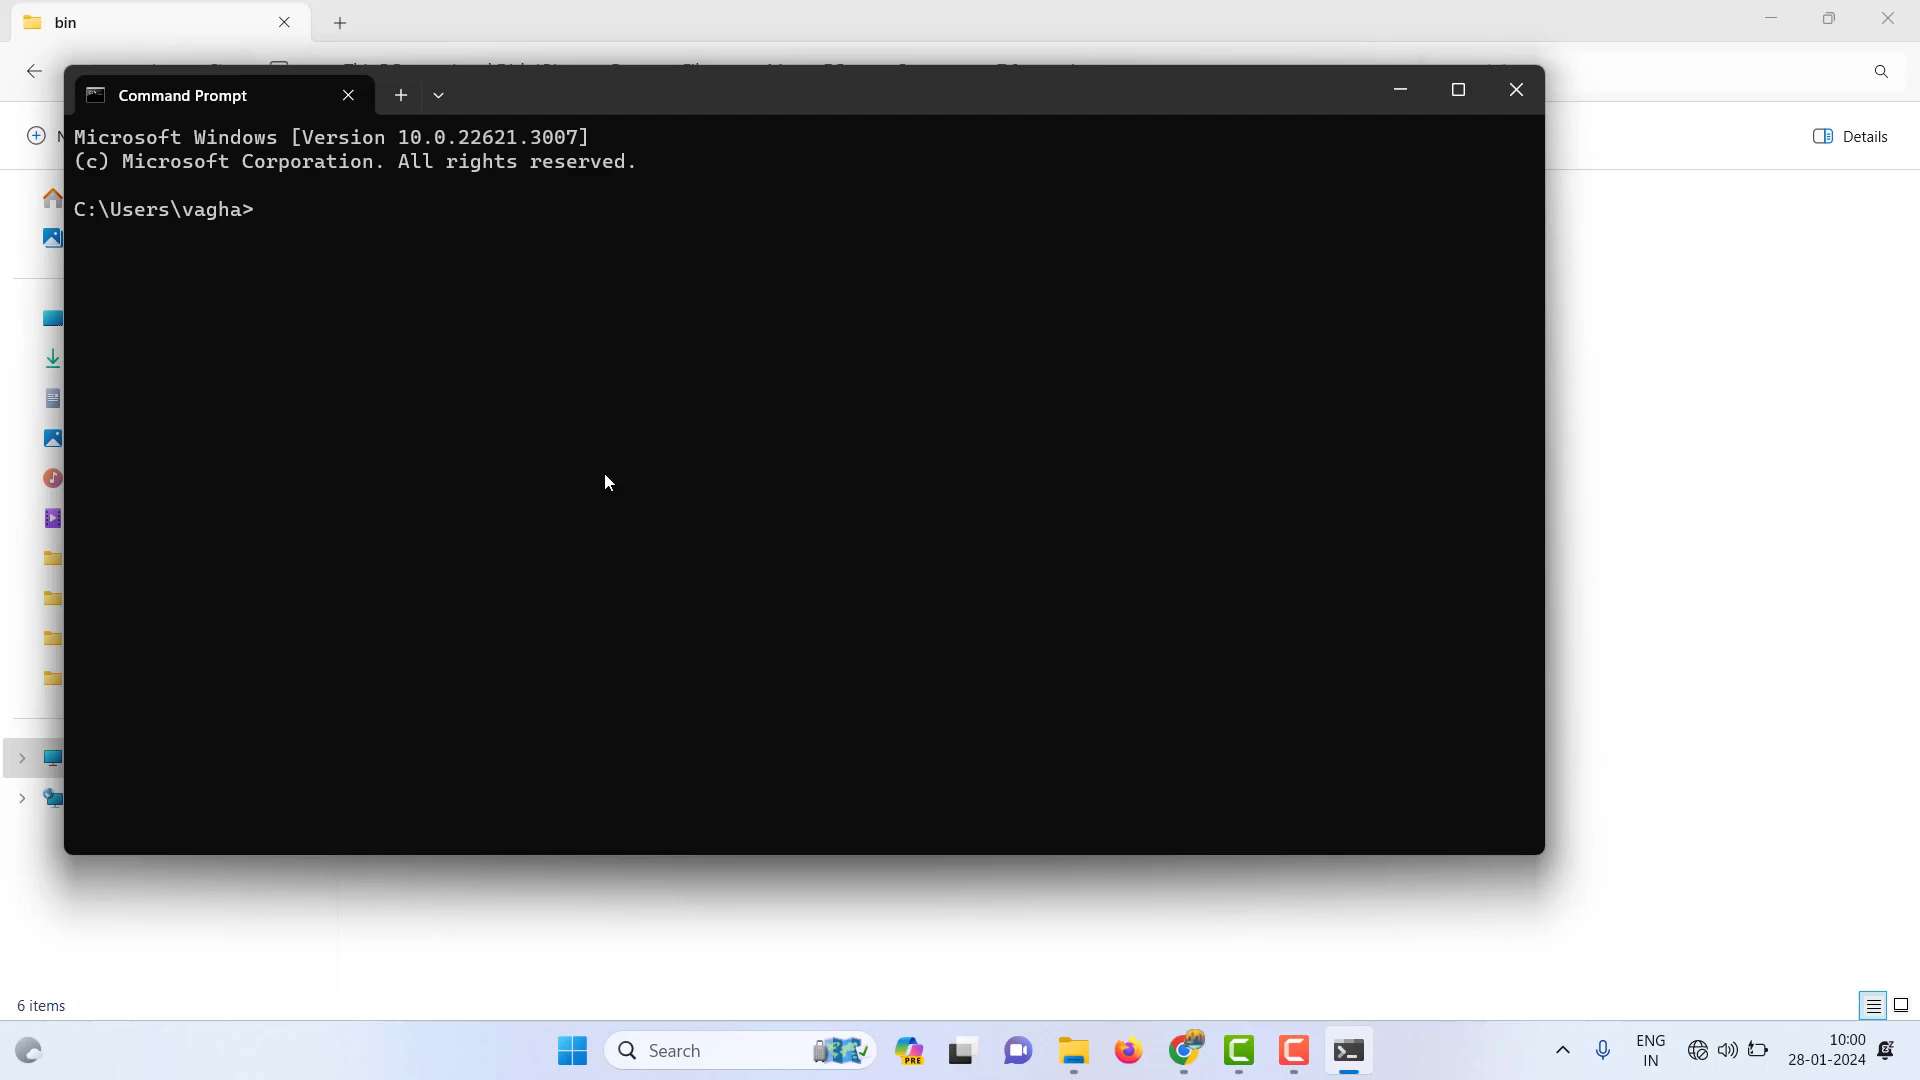 bin
Command Prompt
Microsoft Windows [Version 10.0.22621.3007]
(c) Microsoft Corporation. All rights reserved.
C:\Users\vagha>
Details
6 items
Search
PRE
ENG
IN
10:00
28-01-2024